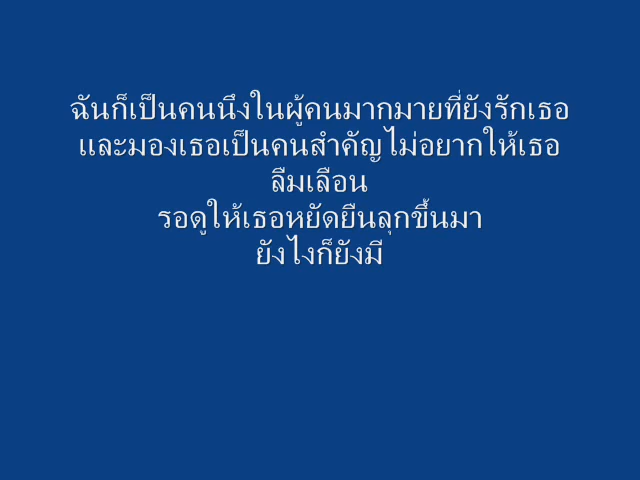 ฉันก็เป็นคนนึงในผู้คนมากมายที่ยังรักเธอ
และมองเธอเป็นคนสำคัญไม่อยากให้เธอ
ลืมเลือน
รอดูให้เธอหยัดยืนลุกขึ้นมา
ยังไงก็ยังมี